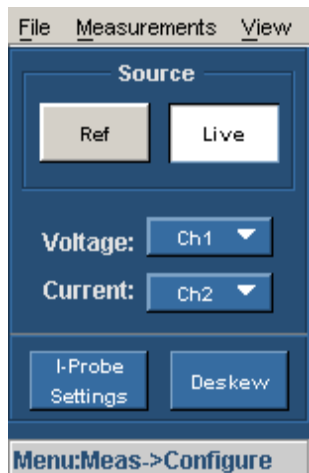 File Measurements View
Source
Ref Live
Voltage: Ch1
Current: Ch2
I-Probe
Settings
Deskew
Menu:Meas->Configure